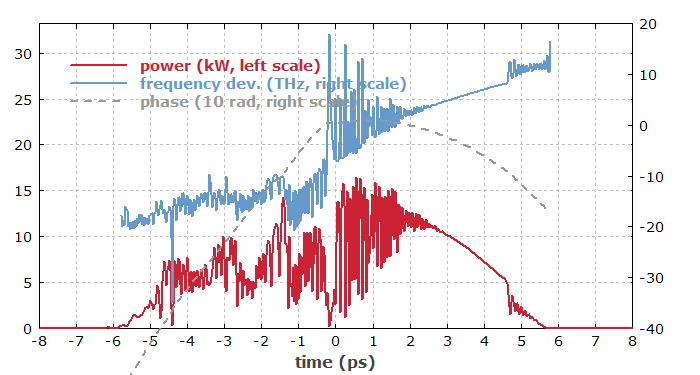 power (kW, left scale)
frequency dev. (THz, right scale)
phase (10 rad, right scale)
30
25
20
15
10
5
0
20
10
0
-10
-20
-30
-40
-8 -7 -6 -5 -4 -3 -2 -1 0 1 2 3 4 5 6 7 8
time (ps)